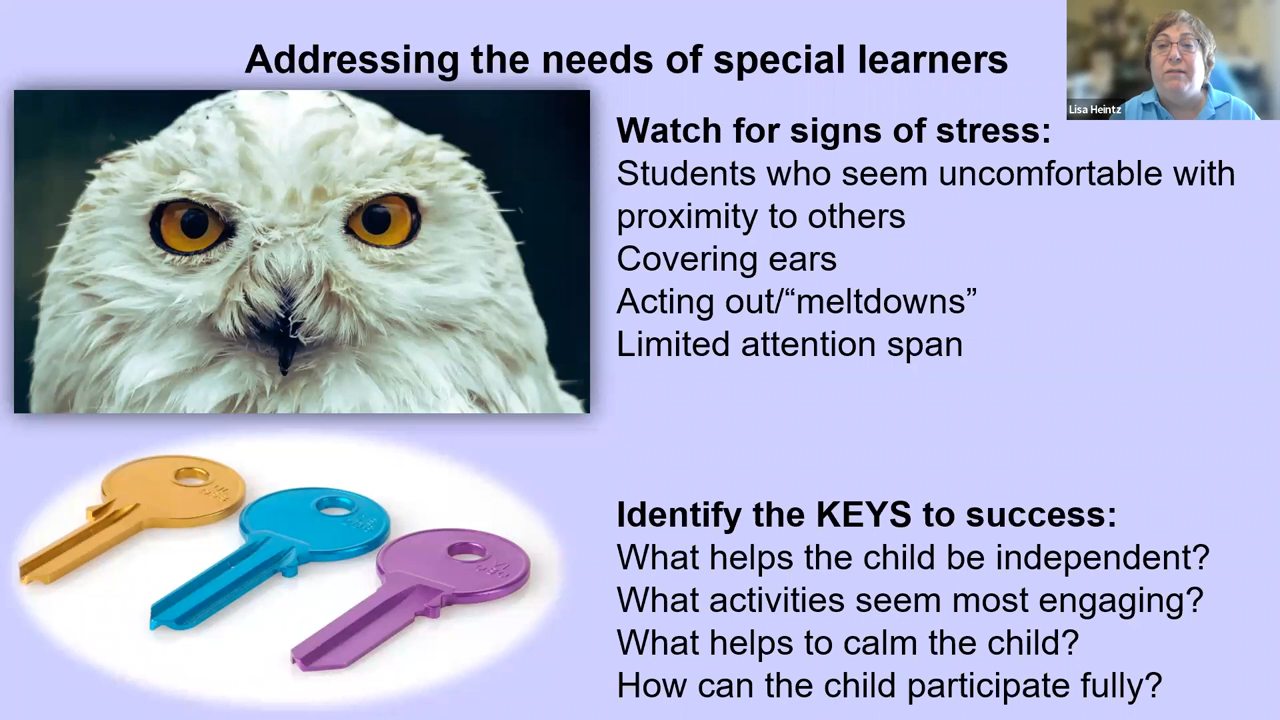 Addressing the needs of special learners
Lisa Heintz
Watch for signs of stress:
Students who seem uncomfortable with
proximity to others
Covering ears
Acting out/“meltdowns”
Limited attention span
Identify the KEYS to success:
What helps the child be independent?
What activities seem most engaging?
What helps to calm the child?
How can the child participate fully?